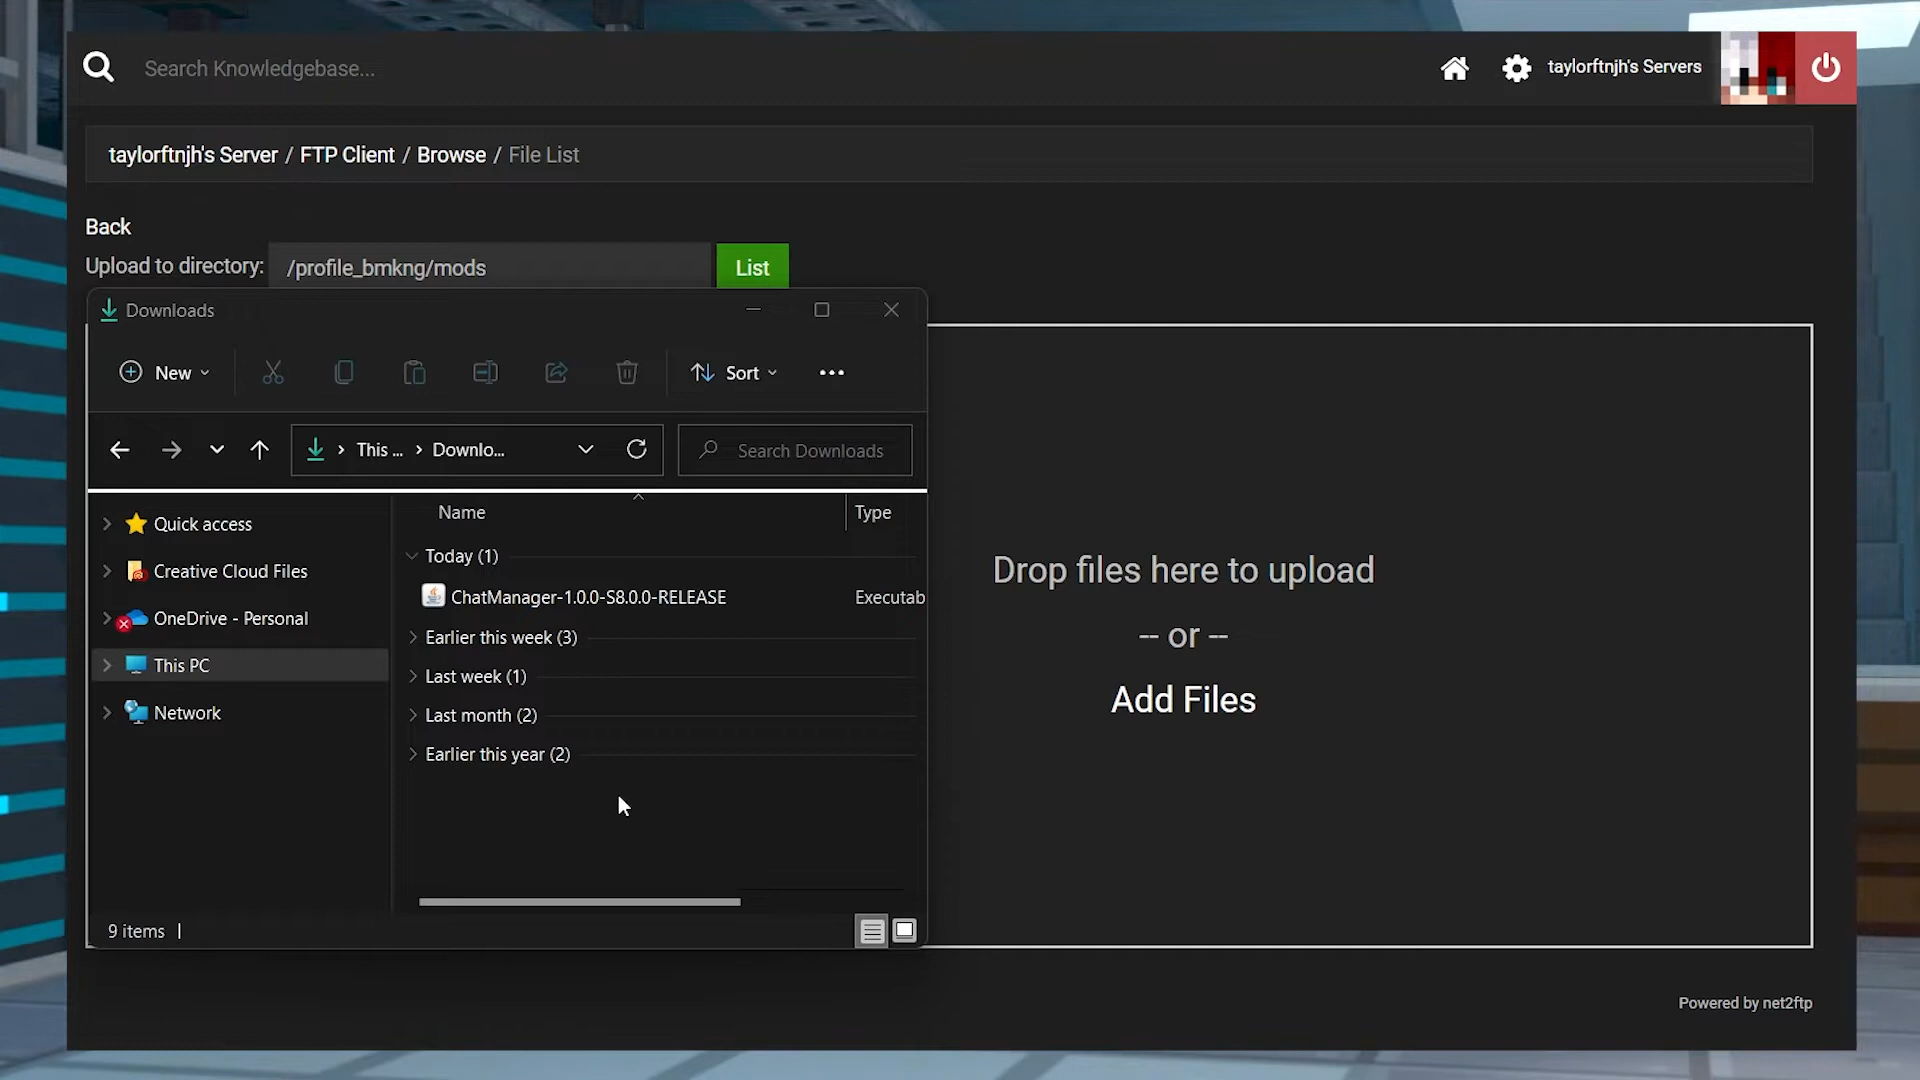 Search Knowledgebase...
taylorftnjh's Servers
taylorftnjh's Server / FTP Client / Browse / File List
Back
Upload to directory: /profile_bmkng/mods List
Downloads
New
Sort
This ... > Downlo...
Search Downloads
Name Type
Quick access
Creative Cloud Files
OneDrive - Personal
This PC
Network
Today (1)
ChatManager-1.0.0-S8.0.0-RELEASE Executab
Earlier this week (3)
Last week (1)
Last month (2)
Earlier this year (2)
9 items
Drop files here to upload
-- or --
Add Files
Powered by net2ftp